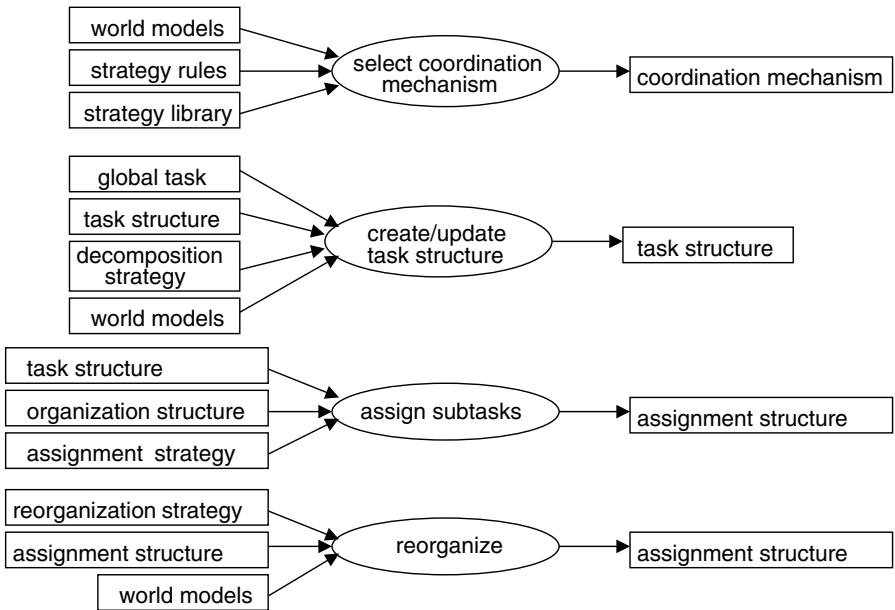 world models
strategy rules
strategy library
select coordination
mechanism
coordination mechanism
global task
task structure
decomposition
strategy
world models
create/update
task structure
task structure
task structure
organization structure
assignment strategy
assign subtasks
assignment structure
reorganization strategy
assignment structure
world models
reorganize
assignment structure